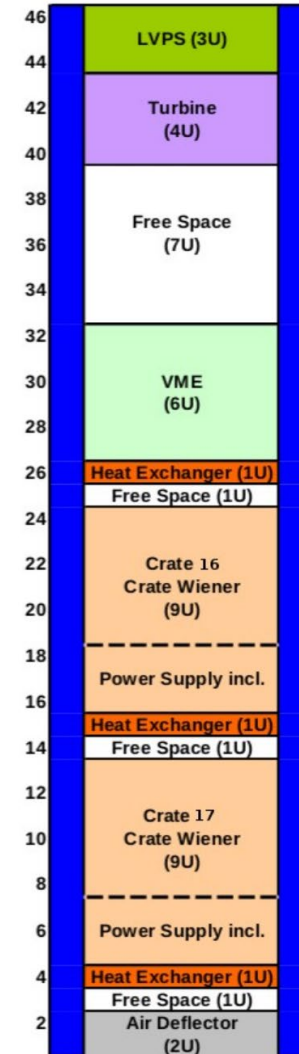 46
LVPS (3U)
44
42
Turbine
(4U)
40
38
Free Space
(7U)
36
34
32
30
VME
(6U)
28
26
Heat Exchanger (1U)
Free Space (1U)
24
22
Crate 16
Crate Wiener
(9U)
20
18
Power Supply incl.
16
Heat Exchanger (1U)
14
Free Space (1U)
12
Crate 17
Crate Wiener
(9U)
10
8
6
Power Supply incl.
4
Heat Exchanger (1U)
Free Space (1U)
2
Air Deflector
(2U)